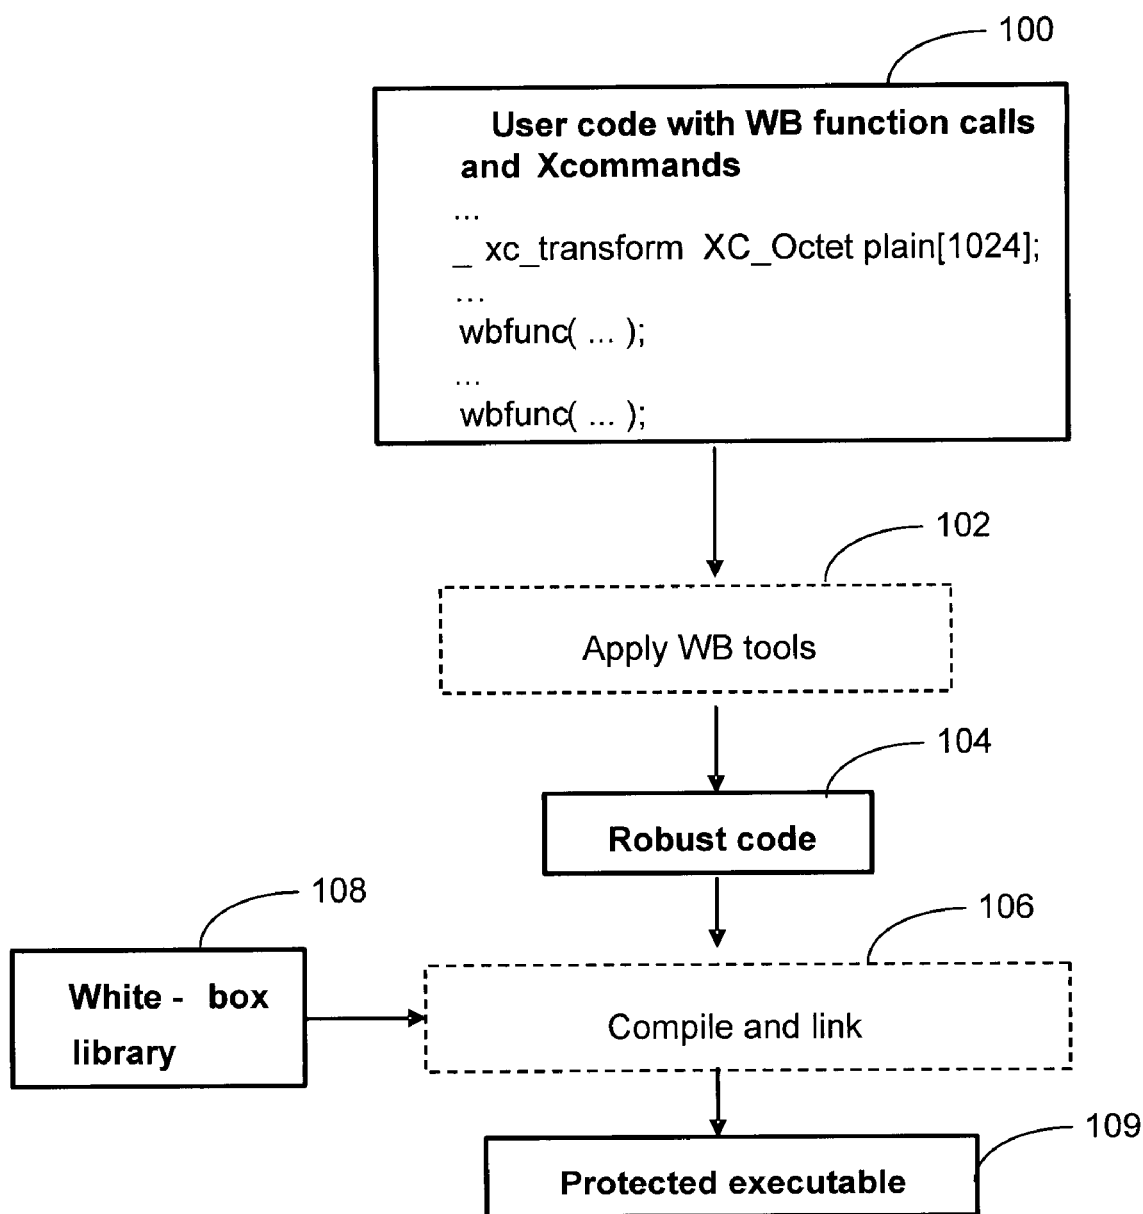 100
User code with WB function calls
and Xcommands
...
_ xc_transform XC_Octet plain[1024];
...
wbfunc( ... );
...
wbfunc( ... );
102
Apply WB tools
104
Robust code
108
106
White - box
library
Compile and link
109
Protected executable